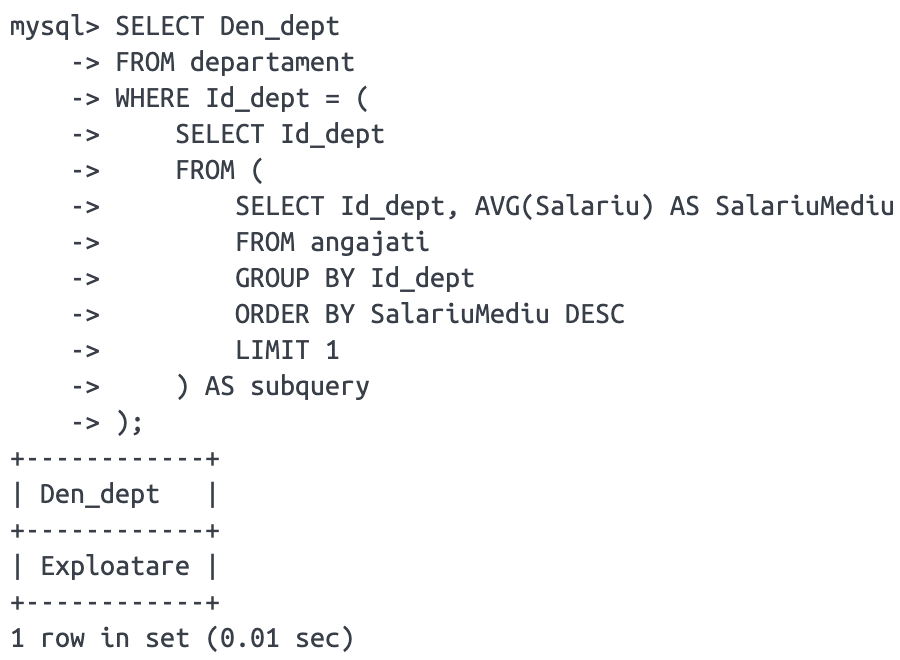 mysql> SELECT Den_dept
    -> FROM departament
    -> WHERE Id_dept = (
    ->     SELECT Id_dept
    ->     FROM (
    ->         SELECT Id_dept, AVG(Salariu) AS SalariuMediu
    ->         FROM angajati
    ->         GROUP BY Id_dept
    ->         ORDER BY SalariuMediu DESC
    ->         LIMIT 1
    ->     ) AS subquery
    -> );
+------------+
| Den_dept   |
+------------+
| Exploatare |
+------------+
1 row in set (0.01 sec)